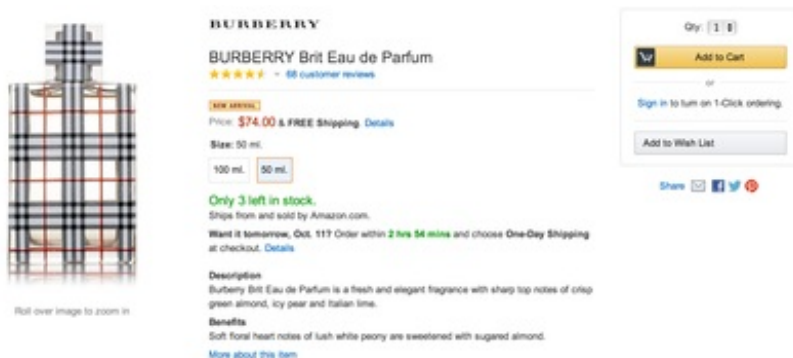 BURBERRY
BURBERRY Brit Eau de Parfum
68 customer reviews
NEW ARRIVAL
Price: $74.00 & FREE Shipping. Details
Size: 50 ml.
100 ml. 50 ml.
Only 3 left in stock.
Ships from and sold by Amazon.com.
Want it tomorrow, Oct. 11? Order within 2 hrs 54 mins and choose One-Day Shipping
at checkout. Details
Description
Burberry Brit Eau de Parfum is a fresh and elegant fragrance with sharp top notes of crisp
green almond, icy pear and Italian lime.
Benefits
Soft floral heart notes of lush white peony are sweetened with sugared almond.
More about this item
Roll over image to zoom in
Qty: 1
Add to Cart
or
Sign in to turn on 1-Click ordering.
Add to Wish List
Share